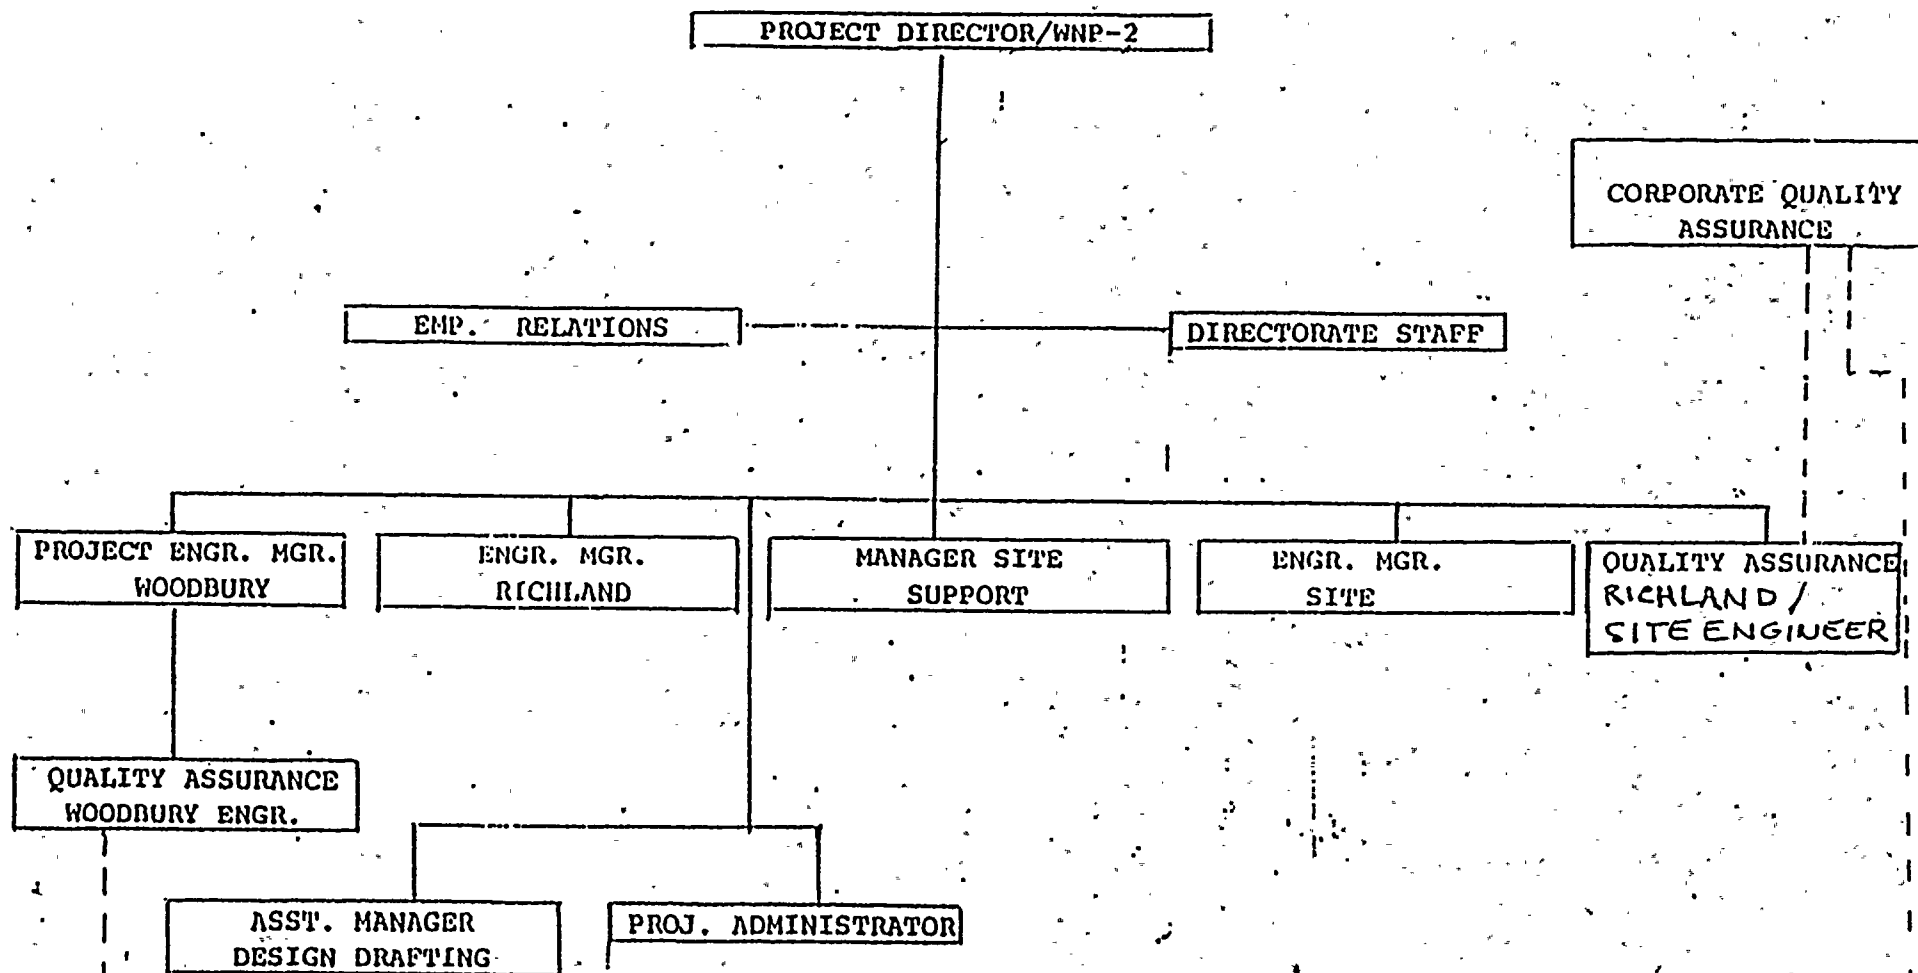 PROJECT DIRECTOR/WNP-2
CORPORATE QUALITY
ASSURANCE
EMP. RELATIONS
DIRECTORATE STAFF
PROJECT ENGR. MGR.
WOODBURY
ENGR. MGR.
RICHLAND
MANAGER SITE
SUPPORT
ENGR. MGR.
SITE
QUALITY ASSURANCE
RICHLAND /
SITE ENGINEER
QUALITY ASSURANCE
WOODBURY ENGR.
ASST. MANAGER
DESIGN DRAFTING
PROJ. ADMINISTRATOR